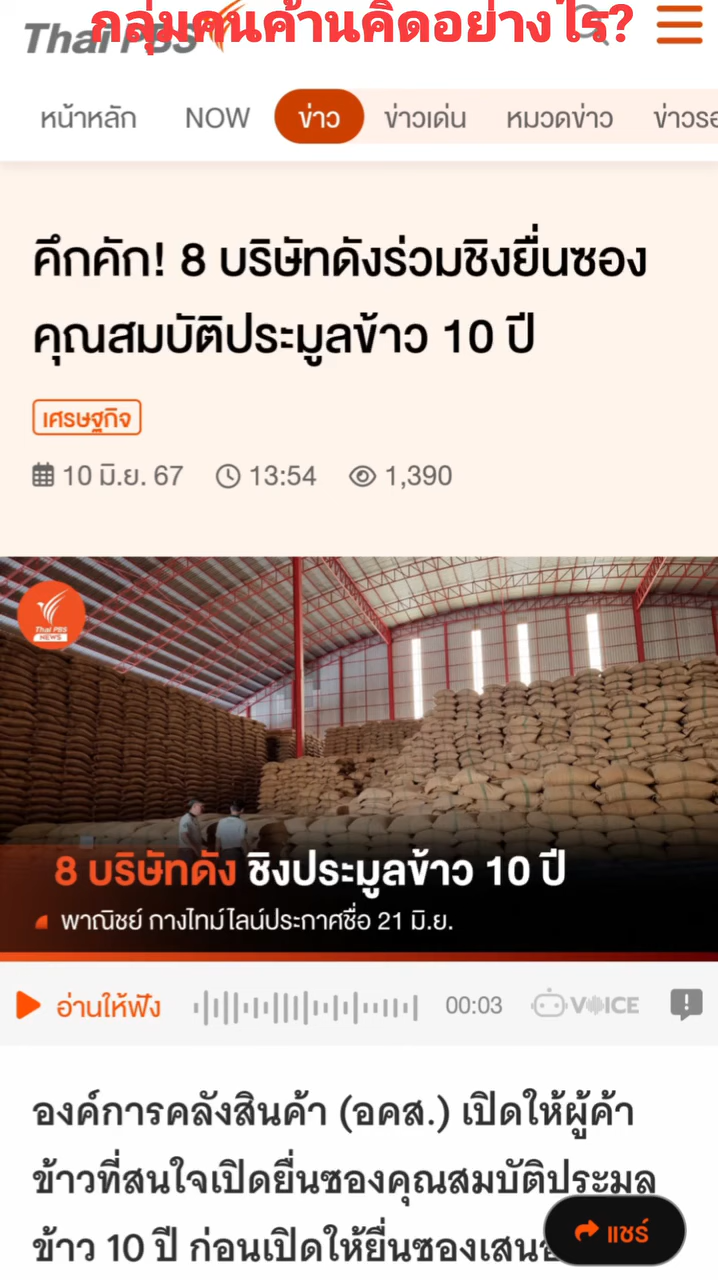 กลุ่มคนค้านคิดอย่างไร?
Thai PBS
หน้าหลัก NOW ข่าว ข่าวเด่น หมวดข่าว
คึกคัก! 8 บริษัทดังร่วมชิงยื่นซอง
คุณสมบัติประมูลข้าว 10 ปี
เศรษฐกิจ
10 มิ.ย. 67 13:54 1,390
Thai PBS
NEWS
8 บริษัทดัง ชิงประมูลข้าว 10 ปี
พาณิชย์ กางไทม์ไลน์ประกาศชื่อ 21 มิ.ย.
อ่านให้ฟัง 00:03 VOICE
องค์การคลังสินค้า (อคส.) เปิดให้ผู้ค้า
ข้าวที่สนใจเปิดยื่นซองคุณสมบัติประมูล
ข้าว 10 ปี ก่อนเปิดให้ยื่นซองเสนอ
แชร์